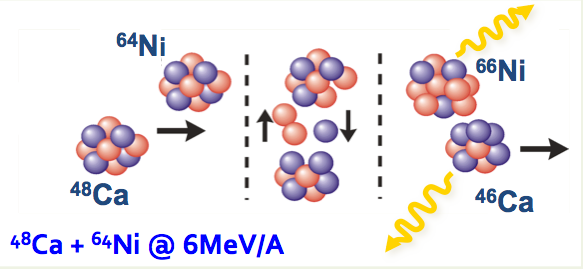 ⁶⁴Ni
⁴⁸Ca
⁶⁶Ni
⁴⁶Ca
⁴⁸Ca + ⁶⁴Ni @ 6MeV/A